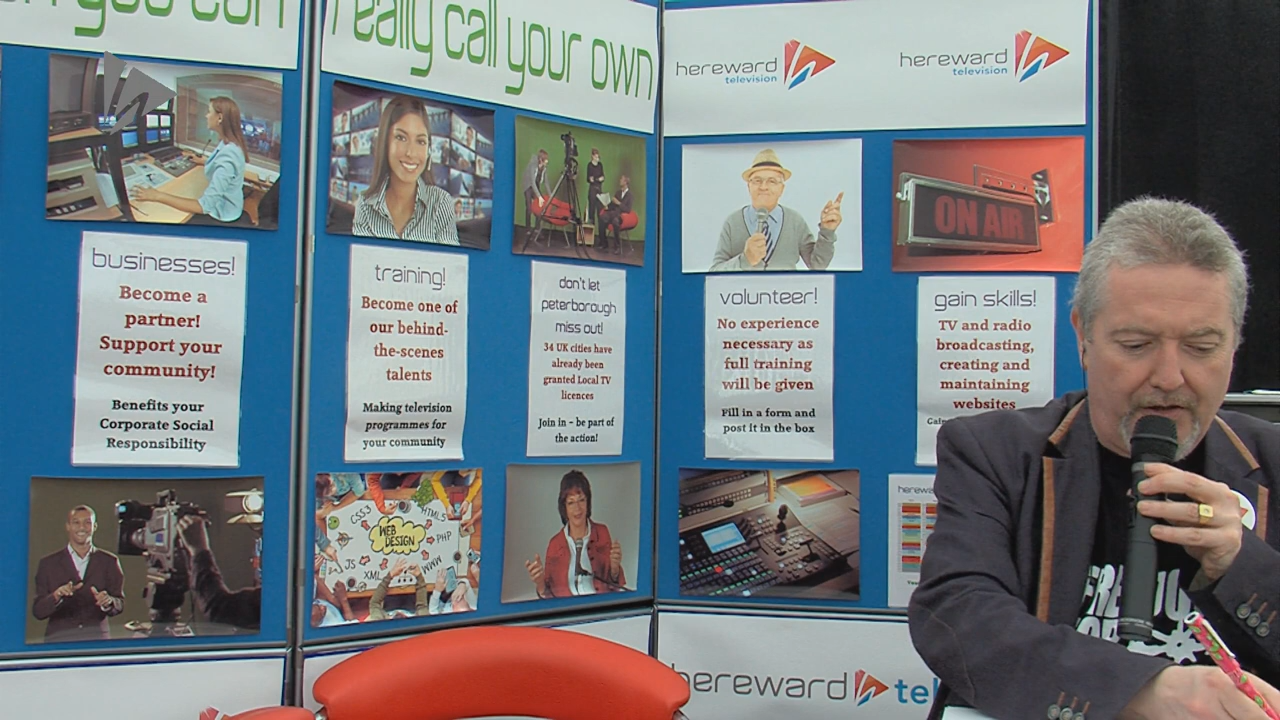 really call your own
hereward
television
hereward
television
ON AIR
businesses!
Become a
partner!
Support your
community!
Benefits your
Corporate Social
Responsibility
training!
Become one of
our behind-
the-scenes
talents
Making television
programmes for
your community
don't let
peterborough
miss out!
34 UK cities have
already been
granted Local TV
licences
Join in - be part of
the action!
volunteer!
No experience
necessary as
full training
will be given
Fill in a form and
post it in the box
gain skills!
TV and radio
broadcasting,
creating and
maintaining
websites
CSS3
HTML5
WEB
DESIGN
PHP
JS
XML
WWW
hereward
tel